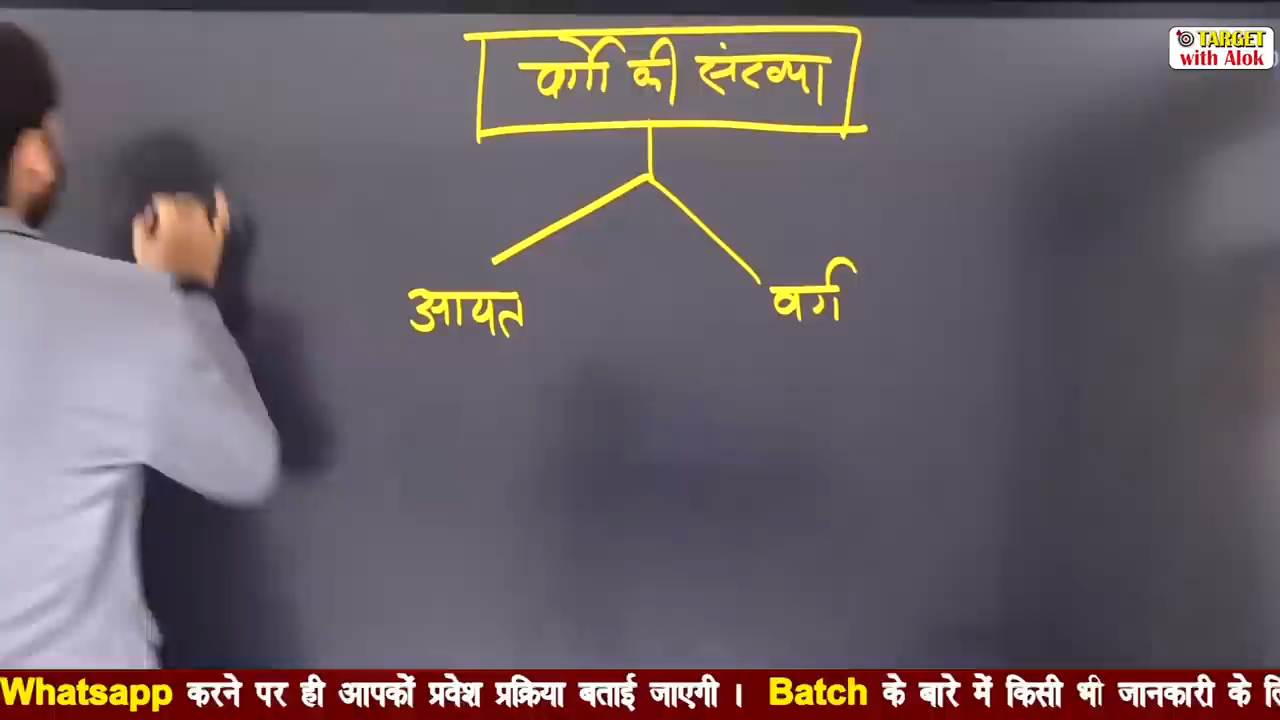 TARGET
with Alok
वर्गो की संख्या
आयत
वर्ग
Whatsapp करने पर ही आपकों प्रवेश प्रक्रिया बताई जाएगी । Batch के बारे में किसी भी जानकारी के